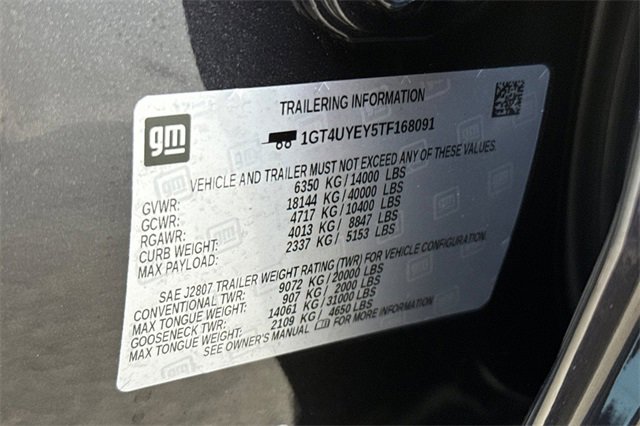 TRAILERING INFORMATION
gm
1GT4UYEY5TF168091
VEHICLE AND TRAILER MUST NOT EXCEED ANY OF THESE VALUES.
GVWR: 6350 KG/14000 LBS
GCWR: 18144 KG/40000 LBS
RGAWR: 4717 KG/10400 LBS
CURB WEIGHT: 4013 KG/ 8847 LBS
MAX PAYLOAD: 2337 KG/ 5153 LBS
SAE J2807 TRAILER WEIGHT RATING (TWR) FOR VEHICLE CONFIGURATION.
CONVENTIONAL TWR: 9072 KG/20000 LBS
MAX TONGUE WEIGHT: 907 KG/ 2000 LBS
GOOSENECK TWR: 14061 KG/31000 LBS
MAX TONGUE WEIGHT: 2109 KG/ 4650 LBS
SEE OWNER'S MANUAL FOR MORE INFORMATION